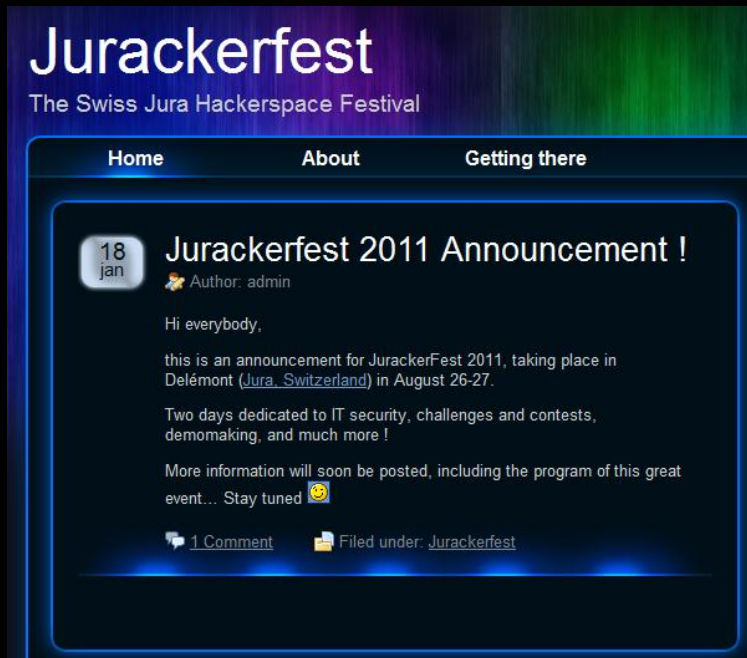 Jurackerfest
The Swiss Jura Hackerspace Festival
Home About Getting there
18
jan
Jurackerfest 2011 Announcement !
Author: admin
Hi everybody,
this is an announcement for JurackerFest 2011, taking place in
Delémont (Jura, Switzerland) in August 26-27.
Two days dedicated to IT security, challenges and contests,
demomaking, and much more !
More information will soon be posted, including the program of this great
event... Stay tuned
1 Comment Filed under: Jurackerfest